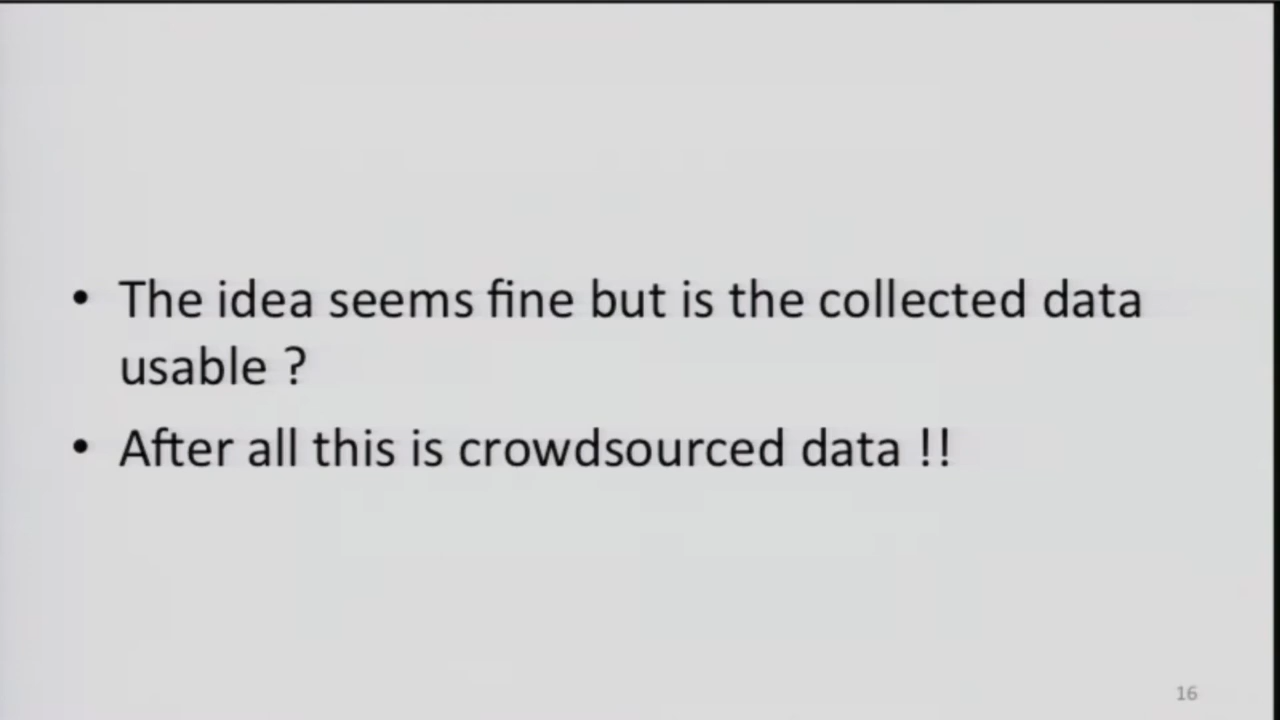 • The idea seems fine but is the collected data
usable ?
• After all this is crowdsourced data !!
16